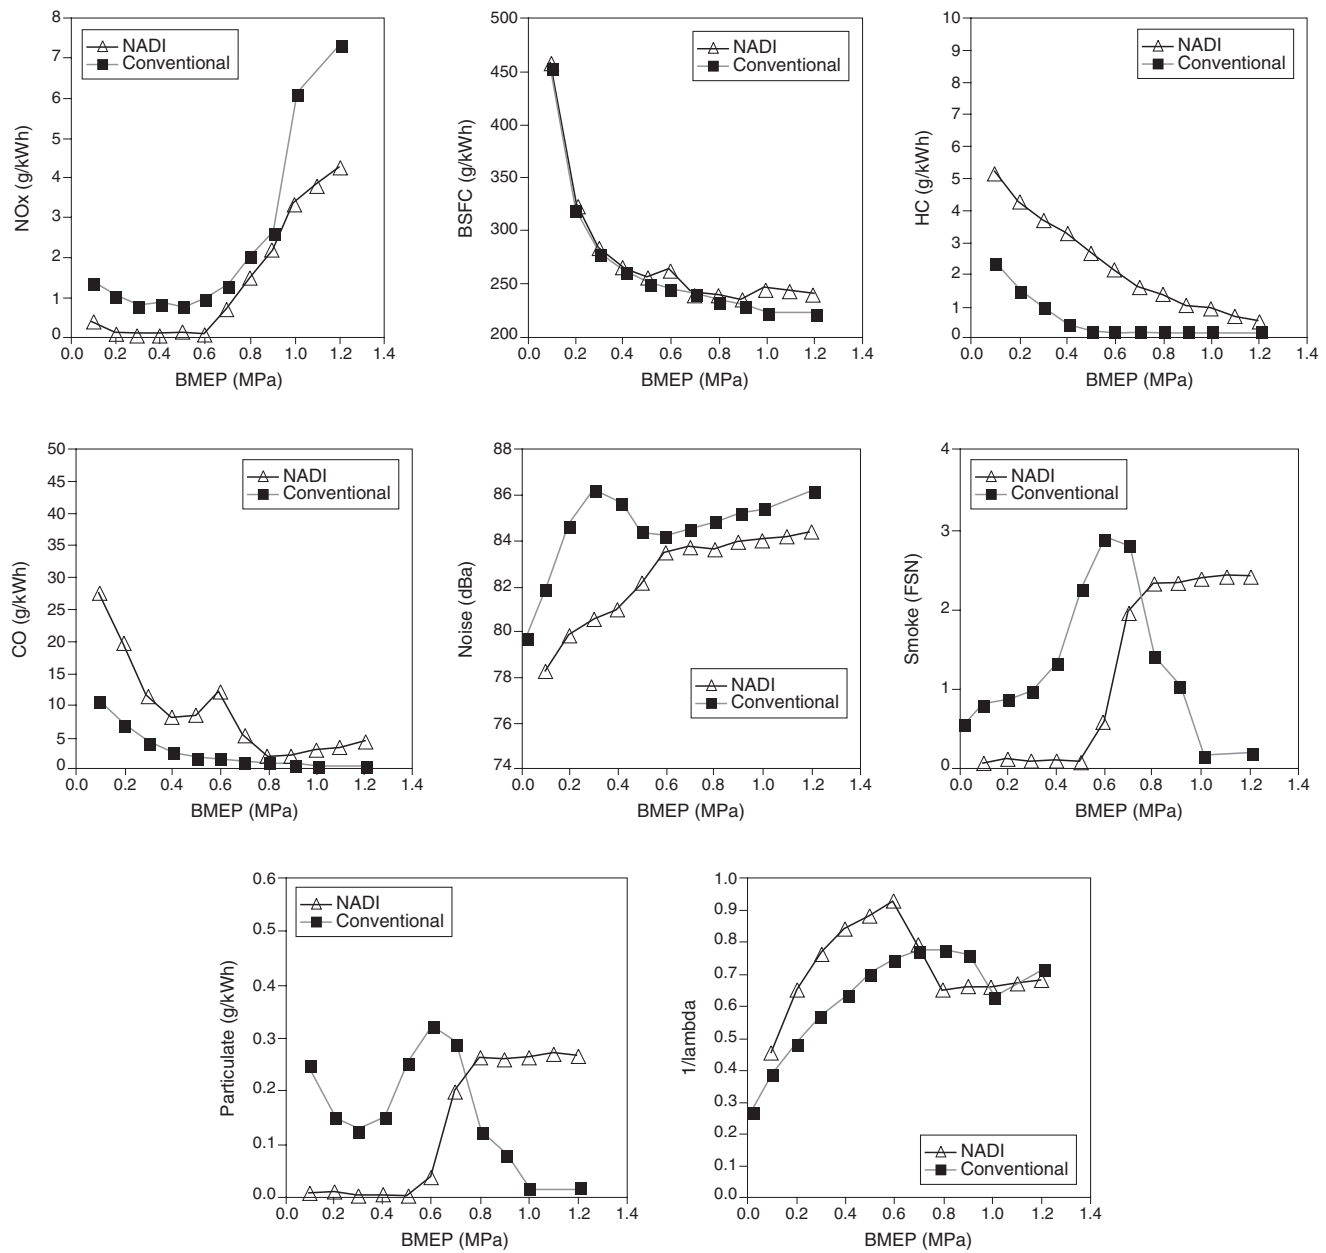 NOx (g/kWh)
8
7
6
5
4
3
2
1
0
0.0 0.2 0.4 0.6 0.8 1.0 1.2 1.4
BMEP (MPa)
NADI
Conventional
BSFC (g/kWh)
500
450
400
350
300
250
200
0.0 0.2 0.4 0.6 0.8 1.0 1.2 1.4
BMEP (MPa)
NADI
Conventional
HC (g/kWh)
10
9
8
7
6
5
4
3
2
1
0
0.0 0.2 0.4 0.6 0.8 1.0 1.2 1.4
BMEP (MPa)
NADI
Conventional
CO (g/kWh)
50
45
40
35
30
25
20
15
10
5
0
0.0 0.2 0.4 0.6 0.8 1.0 1.2 1.4
BMEP (MPa)
NADI
Conventional
Noise (dBa)
88
86
84
82
80
78
76
74
0.0 0.2 0.4 0.6 0.8 1.0 1.2 1.4
BMEP (MPa)
NADI
Conventional
Smoke (FSN)
4
3
2
1
0
0.0 0.2 0.4 0.6 0.8 1.0 1.2 1.4
BMEP (MPa)
NADI
Conventional
Particulate (g/kWh)
0.6
0.5
0.4
0.3
0.2
0.1
0.0
0.0 0.2 0.4 0.6 0.8 1.0 1.2 1.4
BMEP (MPa)
NADI
Conventional
1/lambda
1.0
0.9
0.8
0.7
0.6
0.5
0.4
0.3
0.2
0.1
0.0
0.0 0.2 0.4 0.6 0.8 1.0 1.2 1.4
BMEP (MPa)
NADI
Conventional